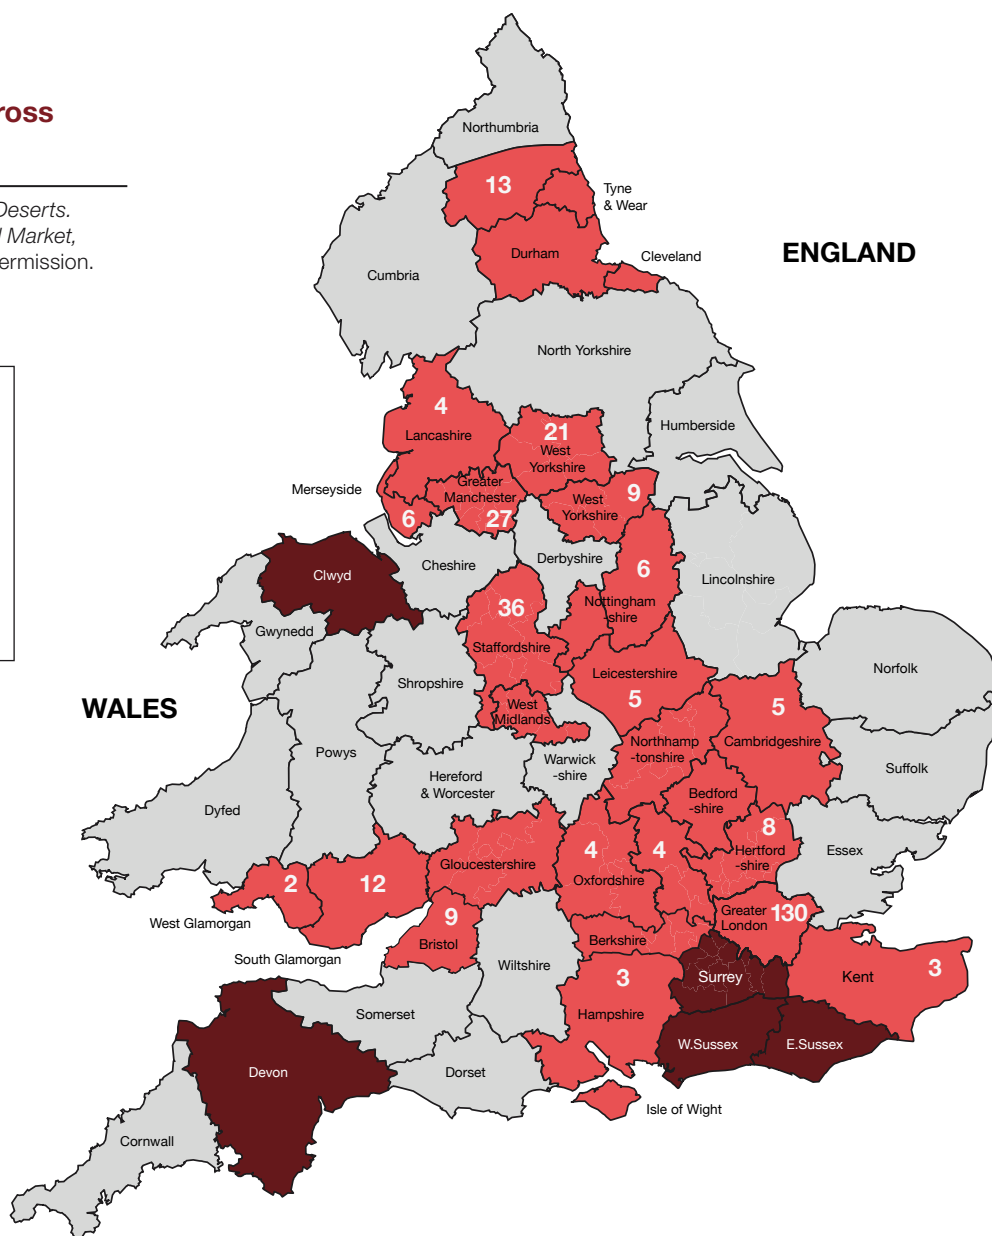 ross
Deserts.
Market,
ermission.
ENGLAND
WALES
Northumbria
13
Tyne
& Wear
Durham
Cleveland
Cumbria
North Yorkshire
4
Lancashire
21
West
Yorkshire
Humberside
Merseyside
6
Greater
Manchester
27
West
Yorkshire
9
Clwyd
Cheshire
Derbyshire
6
Nottingham
-shire
Lincolnshire
Gwynedd
36
Staffordshire
Shropshire
Leicestershire
5
Norfolk
West
Midlands
5
Cambridgeshire
Northhamp
-tonshire
Powys
Warwick
-shire
Suffolk
Hereford
& Worcester
Bedford
-shire
Dyfed
8
Hertford
-shire
Essex
Gloucestershire
4
Oxfordshire
4
2
12
West Glamorgan
9
Bristol
Greater
London
130
South Glamorgan
Berkshire
Wiltshire
Surrey
Kent
3
3
Hampshire
Somerset
W.Sussex
E.Sussex
Devon
Dorset
Isle of Wight
Cornwall